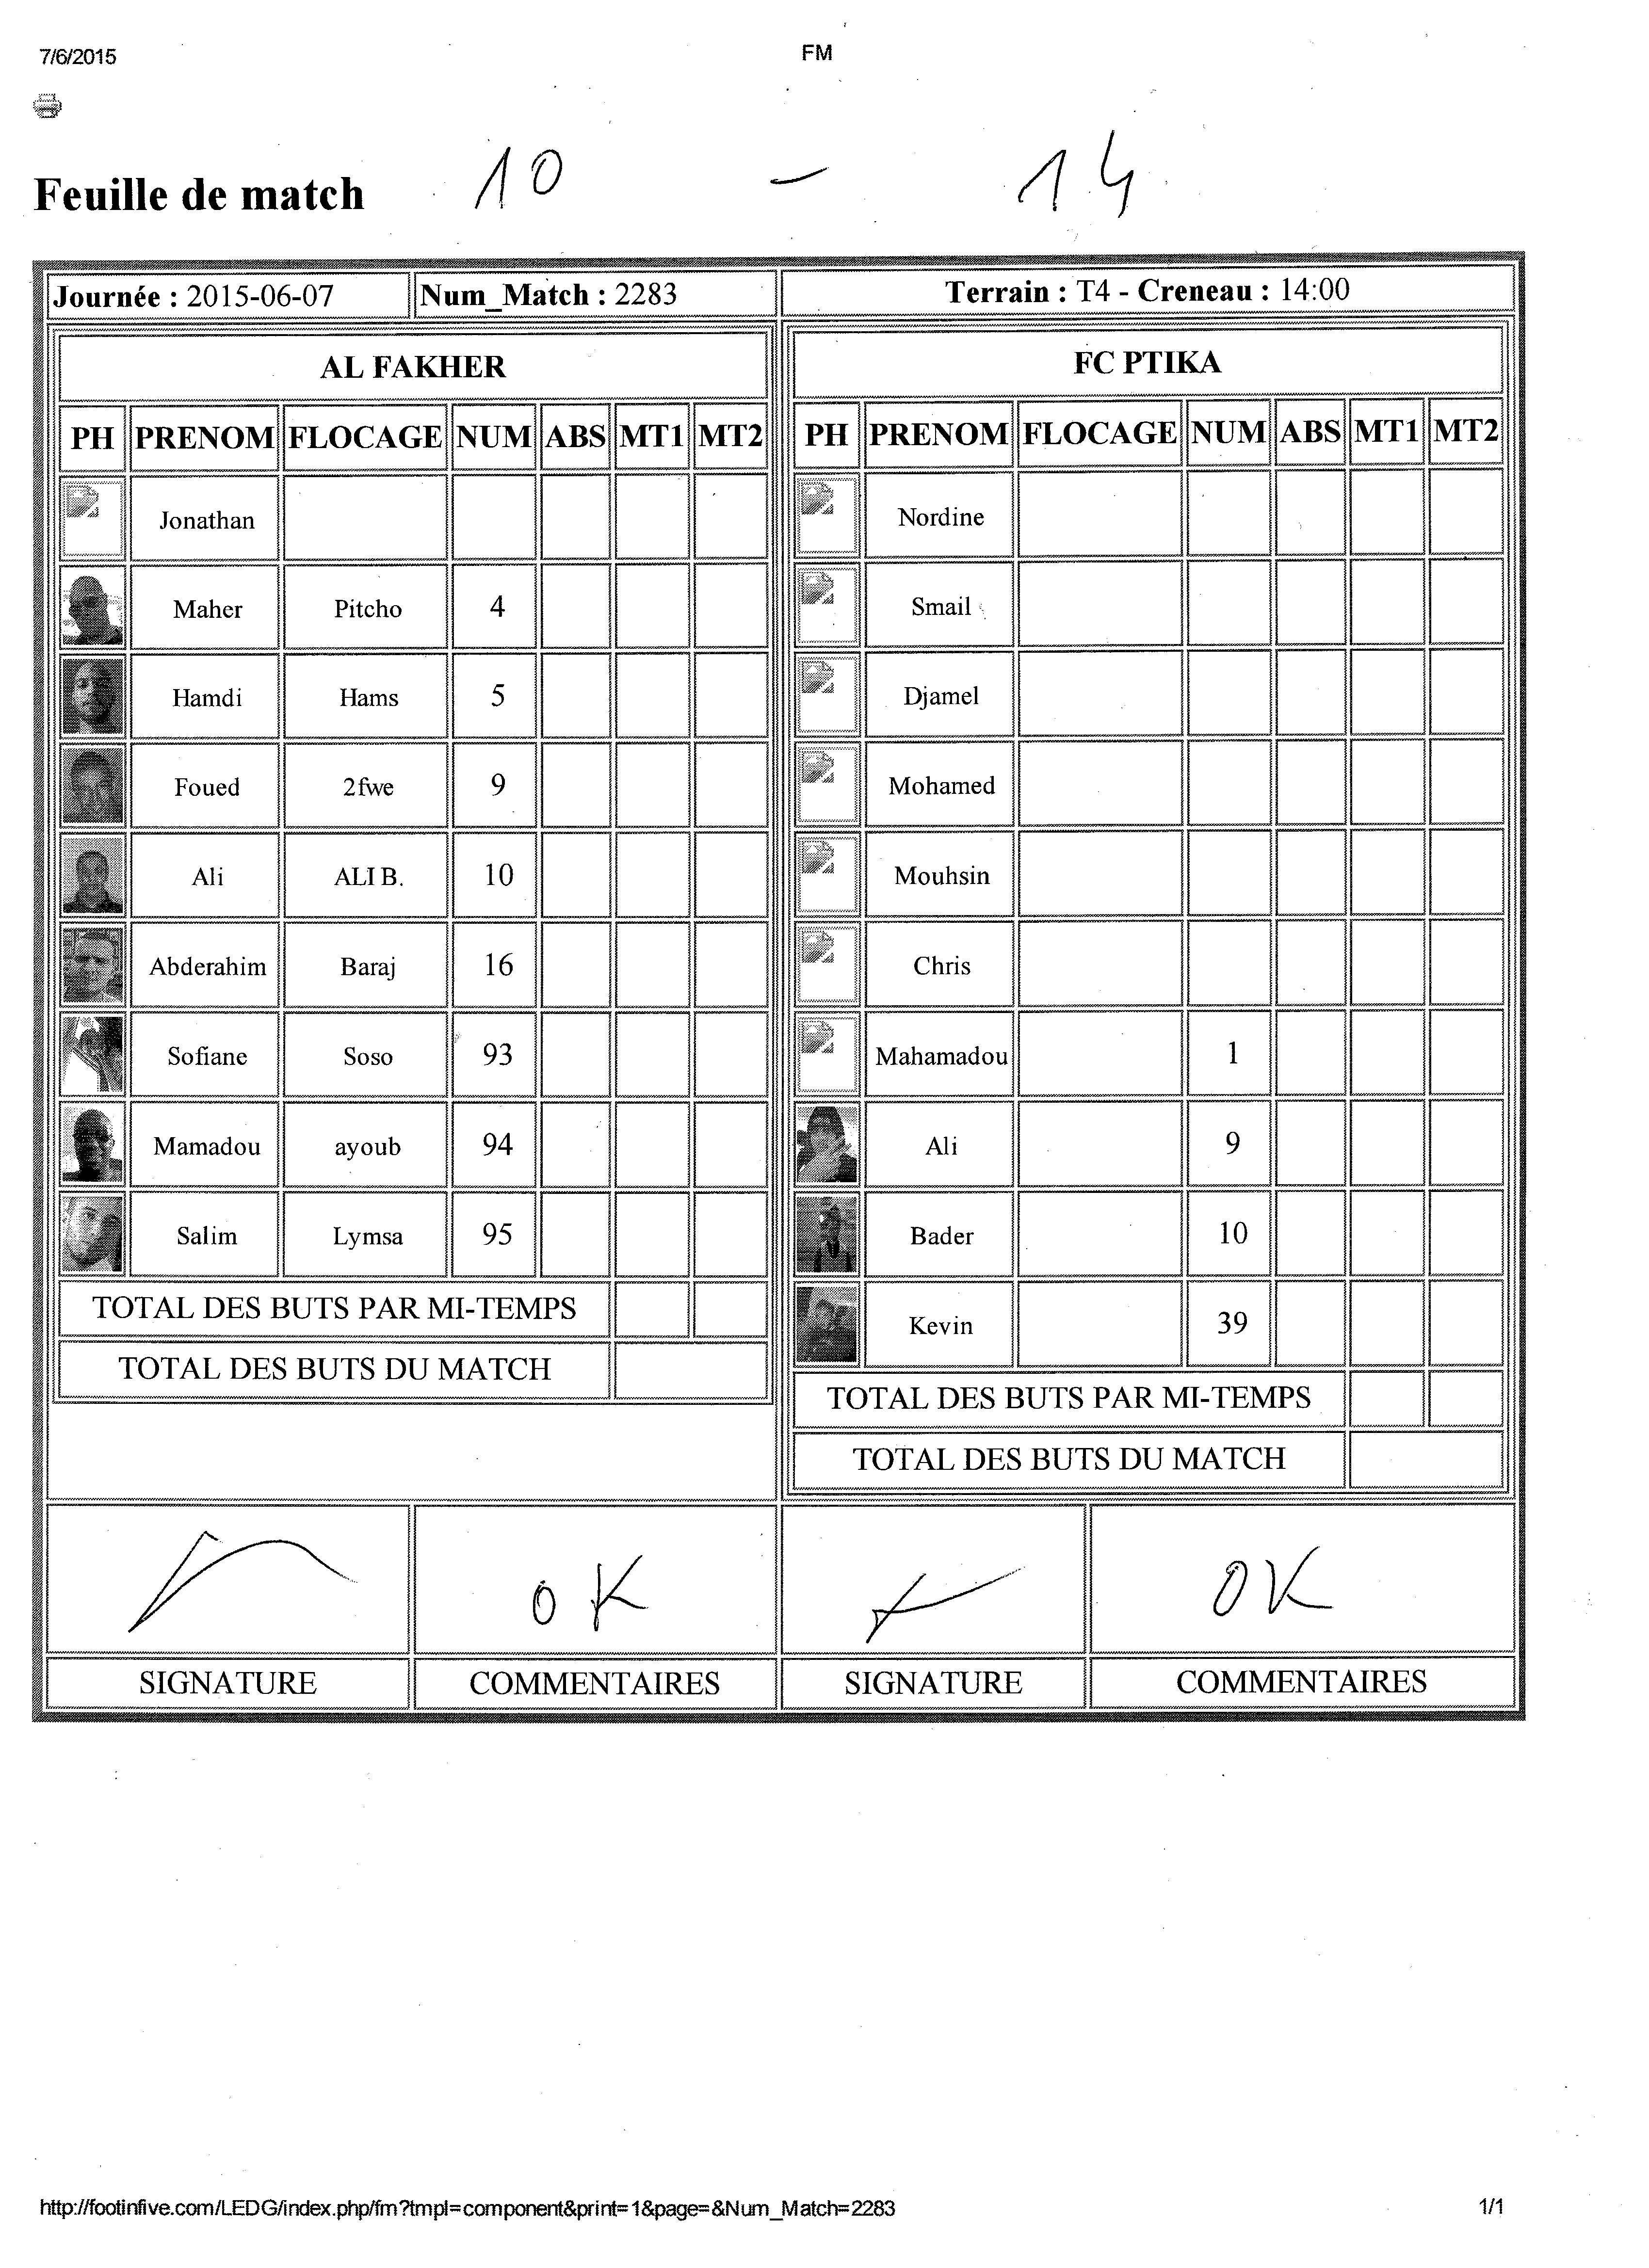 7/6/2015 FM
Feuille de match 10 - 14
Journée : 2015-06-07 Num_Match : 2283 Terrain : T4 - Creneau : 14:00
AL FAKHER FC PTIKA
PH PRENOM FLOCAGE NUM ABS MT1 MT2 PH PRENOM FLOCAGE NUM ABS MT1 MT2
Jonathan Nordine
Maher Pitcho 4 Smail
Hamdi Hams 5 Djamel
Foued 2fwe 9 Mohamed
Ali ALI B. 10 Mouhsin
Abderahim Baraj 16 Chris
Sofiane Soso 93 Mahamadou 1
Mamadou ayoub 94 Ali 9
Salim Lymsa 95 Bader 10
TOTAL DES BUTS PAR MI-TEMPS Kevin 39
TOTAL DES BUTS DU MATCH TOTAL DES BUTS PAR MI-TEMPS
TOTAL DES BUTS DU MATCH
OK OK
SIGNATURE COMMENTAIRES SIGNATURE COMMENTAIRES
http://footinfive.com/LEDG/index.php/fm?tmpl=component&print=1&page=&Num_Match=2283 1/1